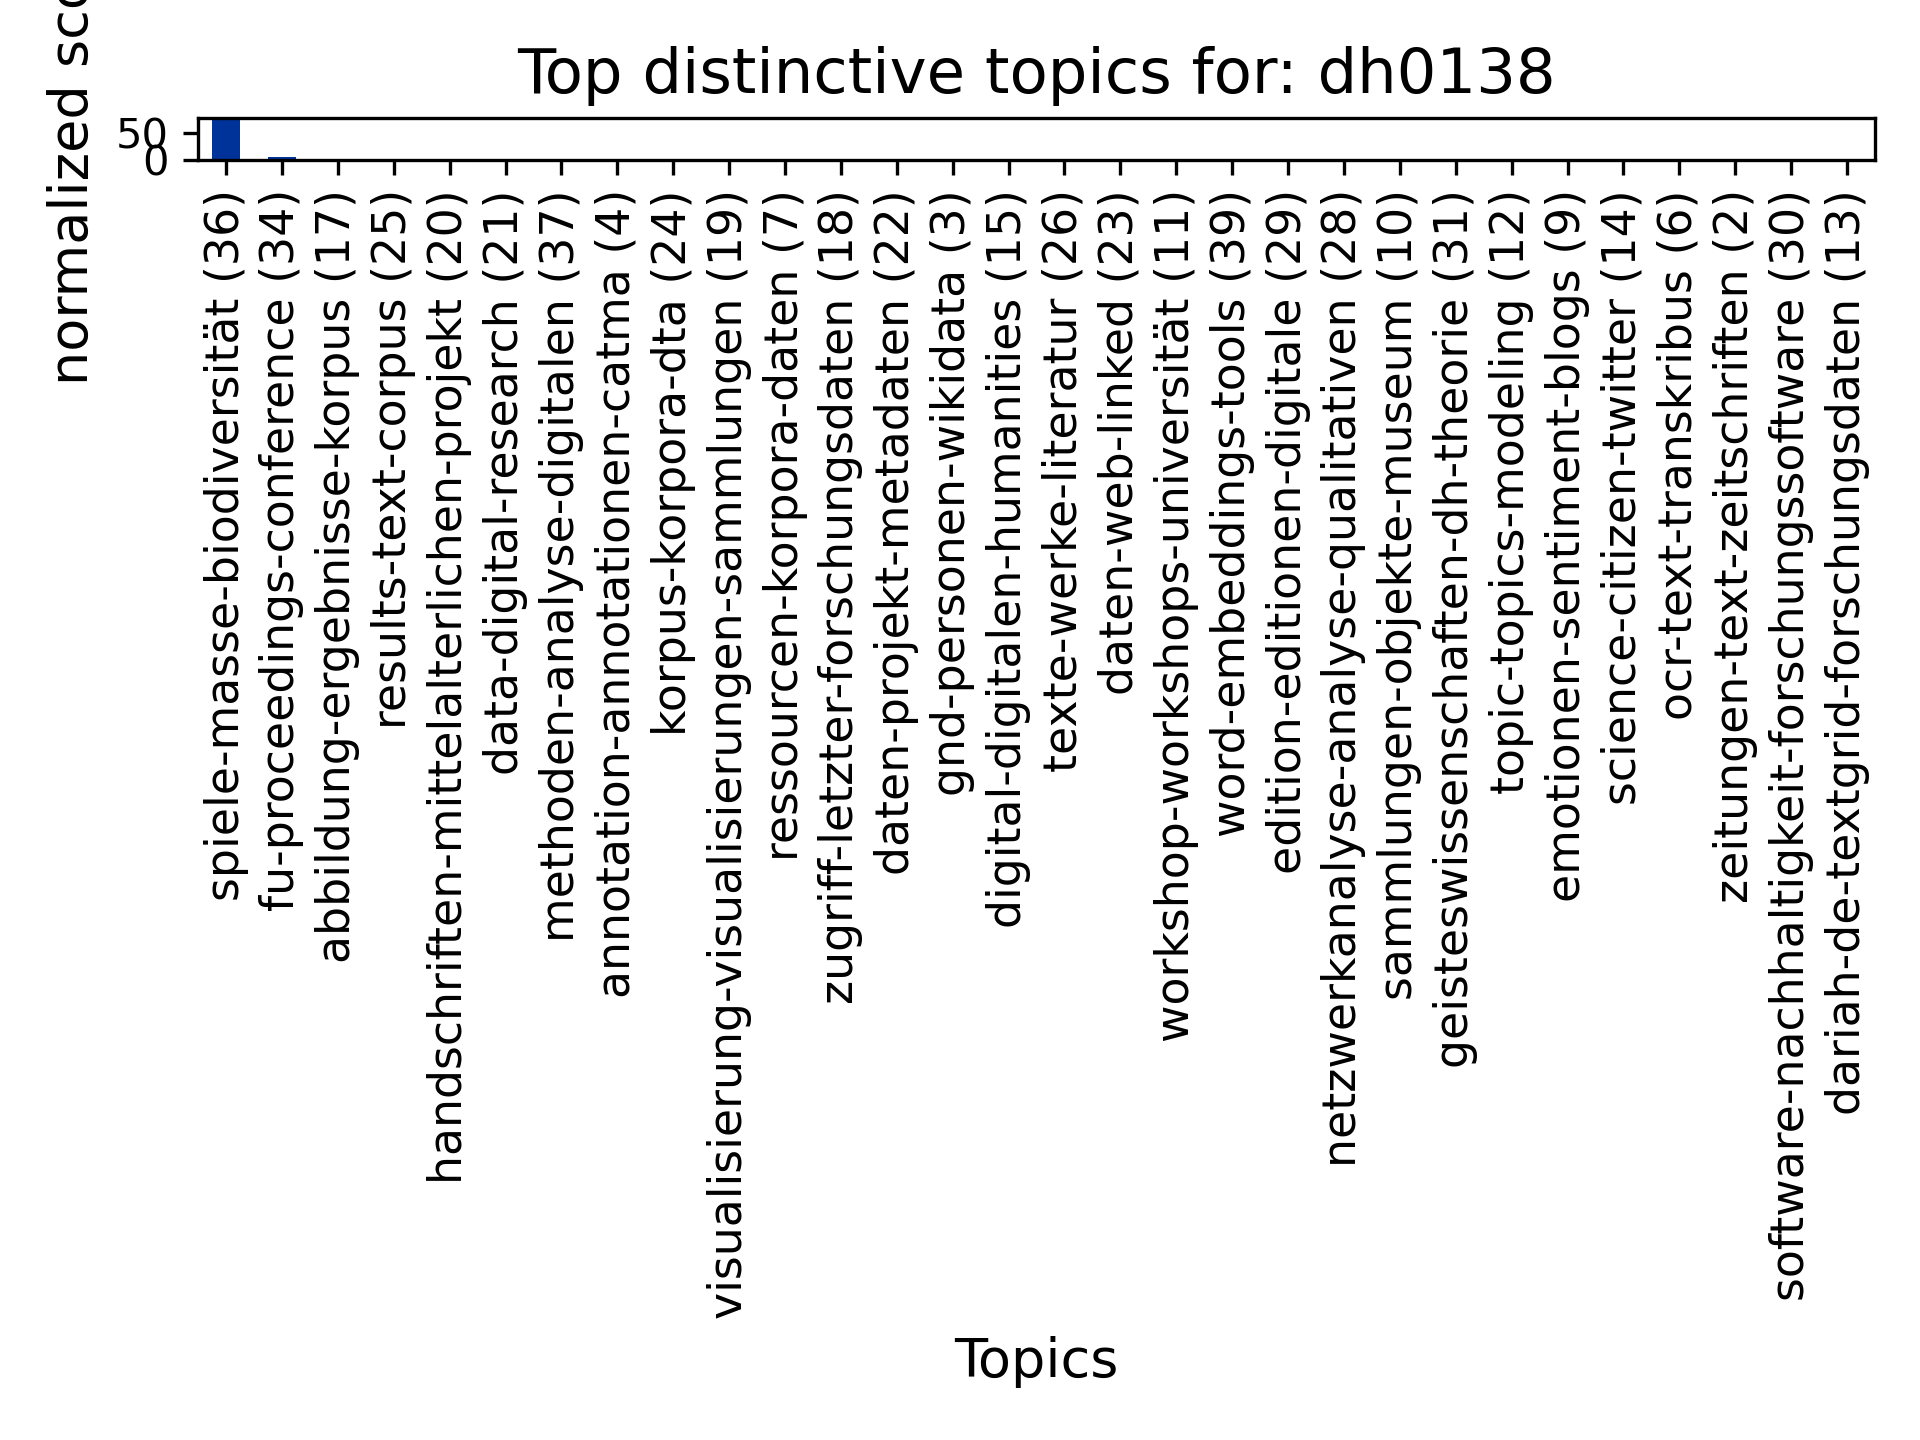 Top distinctive topics for: dh0138
normalized
50
0
spiele-masse-biodiversität (36)
fu-proceedings-conference (34)
abbildung-ergebnisse-korpus (17)
results-text-corpus (25)
handschriften-mittelalterlichen-projekt (20)
data-digital-research (21)
methoden-analyse-digitalen (37)
annotation-annotationen-catma (4)
korpus-korpora-dta (24)
visualisierung-visualisierungen-sammlungen (19)
ressourcen-korpora-daten (7)
zugriff-letzter-forschungsdaten (18)
daten-projekt-metadaten (22)
gnd-personen-wikidata (3)
digital-digitalen-humanities (15)
texte-werke-literatur (26)
daten-web-linked (23)
workshop-workshops-universität (11)
word-embeddings-tools (39)
edition-editionen-digitale (29)
netzwerkanalyse-analyse-qualitativen (28)
sammlungen-objekte-museum (10)
geisteswissenschaften-dh-theorie (31)
topic-topics-modeling (12)
emotionen-sentiment-blogs (9)
science-citizen-twitter (14)
ocr-text-transkribus (6)
zeitungen-text-zeitschriften (2)
software-nachhaltigkeit-forschungssoftware (30)
dariah-de-textgrid-forschungsdaten (13)
Topics